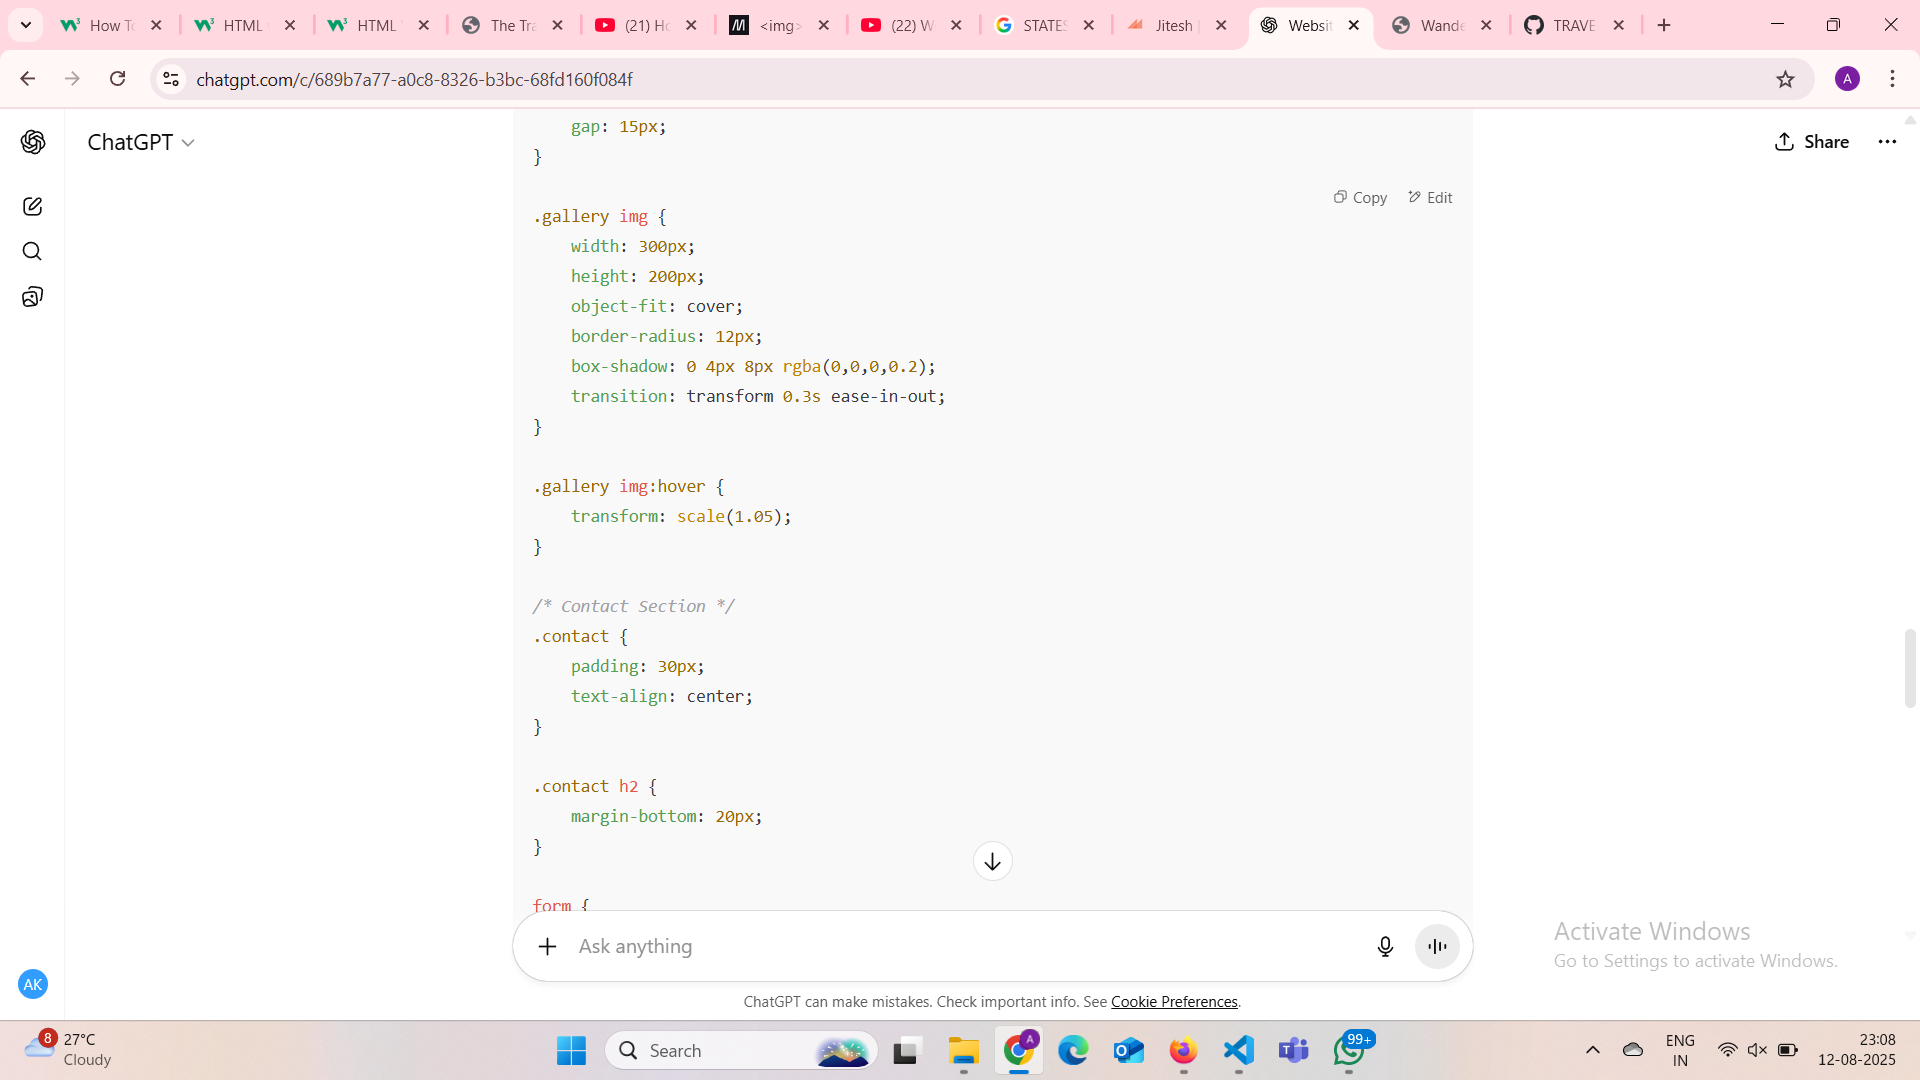 How To
HTML
HTML
The Tra
(21) Ho
<img>
(22) W
STATES
Jitesh
Websit
Wande
TRAVE
chatgpt.com/c/689b7a77-a0c8-8326-b3bc-68fd160f084f
A
ChatGPT
Share
gap: 15px;
}
Copy Edit
.gallery img {
width: 300px;
height: 200px;
object-fit: cover;
border-radius: 12px;
box-shadow: 0 4px 8px rgba(0,0,0,0.2);
transition: transform 0.3s ease-in-out;
}
.gallery img:hover {
transform: scale(1.05);
}
/* Contact Section */
.contact {
padding: 30px;
text-align: center;
}
.contact h2 {
margin-bottom: 20px;
}
form {
Ask anything
Activate Windows
Go to Settings to activate Windows.
AK
ChatGPT can make mistakes. Check important info. See Cookie Preferences.
8
27°C
Cloudy
Search
A
99+
ENG
IN
23:08
12-08-2025